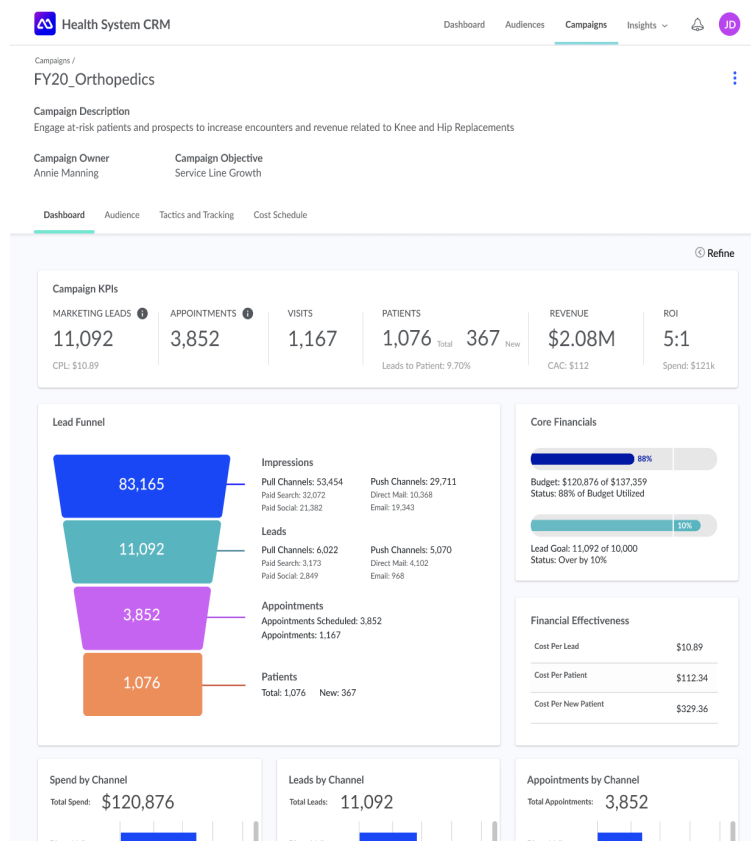 Health System CRM
Dashboard Audiences Campaigns Insights JD
Campaigns /
FY20_Orthopedics
Campaign Description
Engage at-risk patients and prospects to increase encounters and revenue related to Knee and Hip Replacements
Campaign Owner Campaign Objective
Annie Manning Service Line Growth
Dashboard Audience Tactics and Tracking Cost Schedule
Refine
Campaign KPIs
MARKETING LEADS i APPOINTMENTS i VISITS PATIENTS REVENUE ROI
11,092 3,852 1,167 1,076 Total 367 New $2.08M 5:1
CPL: $10.89 Leads to Patient: 9.70% CAC: $112 Spend: $121k
Lead Funnel
83,165
11,092
3,852
1,076
Impressions
Pull Channels: 53,454 Push Channels: 29,711
Paid Search: 32,072 Direct Mail: 10,368
Paid Social: 21,382 Email: 19,343
Leads
Pull Channels: 6,022 Push Channels: 5,070
Paid Search: 3,173 Direct Mail: 4,102
Paid Social: 2,849 Email: 968
Appointments
Appointments Scheduled: 3,852
Appointments: 1,167
Patients
Total: 1,076 New: 367
Core Financials
88%
Budget: $120,876 of $137,359
Status: 88% of Budget Utilized
10%
Lead Goal: 11,092 of 10,000
Status: Over by 10%
Financial Effectiveness
Cost Per Lead $10.89
Cost Per Patient $112.34
Cost Per New Patient $329.36
Spend by Channel
Total Spend: $120,876
Leads by Channel
Total Leads: 11,092
Appointments by Channel
Total Appointments: 3,852